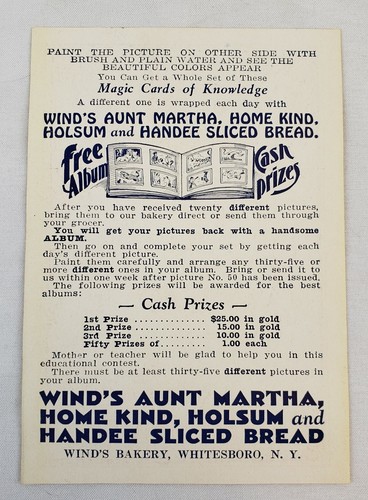 PAINT THE PICTURE ON OTHER SIDE WITH
BRUSH AND PLAIN WATER AND SEE THE
BEAUTIFUL COLORS APPEAR
You Can Get a Whole Set of These
Magic Cards of Knowledge
A different one is wrapped each day with
WIND'S AUNT MARTHA, HOME KIND,
HOLSUM and HANDEE SLICED BREAD.
Free Album
Cash Prizes
After you have received twenty different pictures,
bring them to our bakery direct or send them through
your grocer.
You will get your pictures back with a handsome
ALBUM.
Then go on and complete your set by getting each
day's different picture.
Paint them carefully and arrange any thirty-five or
more different ones in your album. Bring or send it to
us within one week after picture No. 50 has been issued.
The following prizes will be awarded for the best
albums:
— Cash Prizes —
1st Prize .............. $25.00 in gold
2nd Prize .............. 15.00 in gold
3rd Prize .............. 10.00 in gold
Fifty Prizes of......... 1.00 each
Mother or teacher will be glad to help you in this
educational contest.
There must be at least thirty-five different pictures in
your album.
WIND'S AUNT MARTHA,
HOME KIND, HOLSUM and
HANDEE SLICED BREAD
WIND'S BAKERY, WHITESBORO, N. Y.